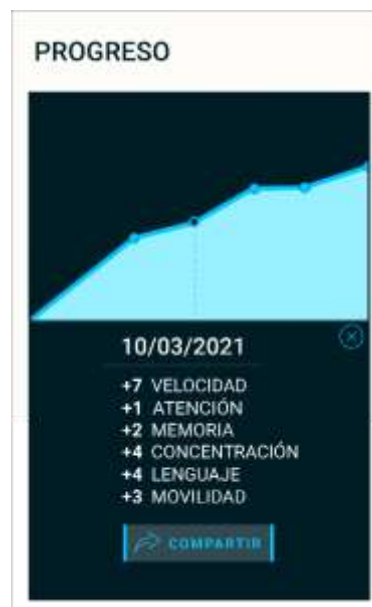 PROGRESO
10/03/2021
+7 VELOCIDAD
+1 ATENCIÓN
+2 MEMORIA
+4 CONCENTRACIÓN
+4 LENGUAJE
+3 MOVILIDAD
COMPARTIR